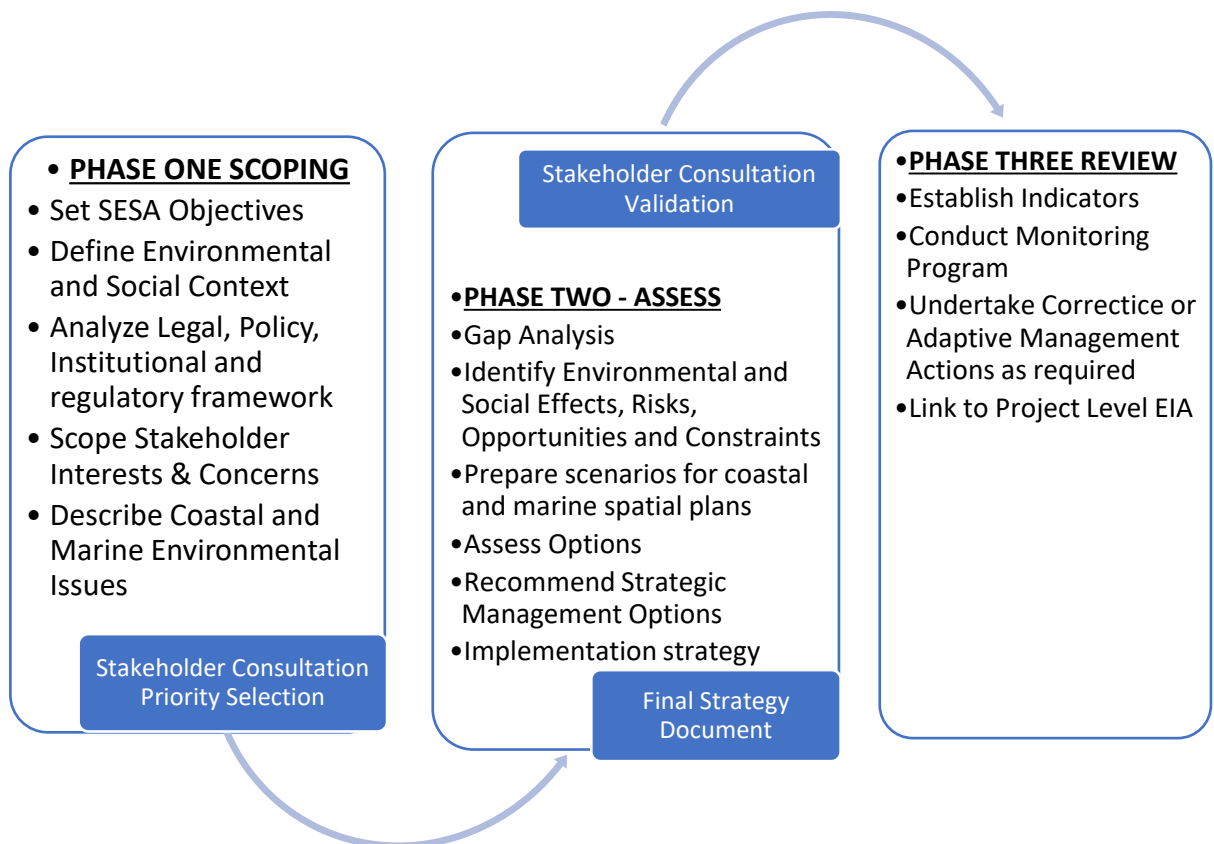 • PHASE ONE SCOPING
• Set SESA Objectives
• Define Environmental
and Social Context
• Analyze Legal, Policy,
Institutional and
regulatory framework
• Scope Stakeholder
Interests & Concerns
• Describe Coastal and
Marine Environmental
Issues
Stakeholder Consultation
Priority Selection
Stakeholder Consultation
Validation
•PHASE TWO - ASSESS
•Gap Analysis
•Identify Environmental and
Social Effects, Risks,
Opportunities and Constraints
•Prepare scenarios for coastal
and marine spatial plans
•Assess Options
•Recommend Strategic
Management Options
•Implementation strategy
Final Strategy
Document
•PHASE THREE REVIEW
•Establish Indicators
•Conduct Monitoring
Program
•Undertake Correctice or
Adaptive Management
Actions as required
•Link to Project Level EIA